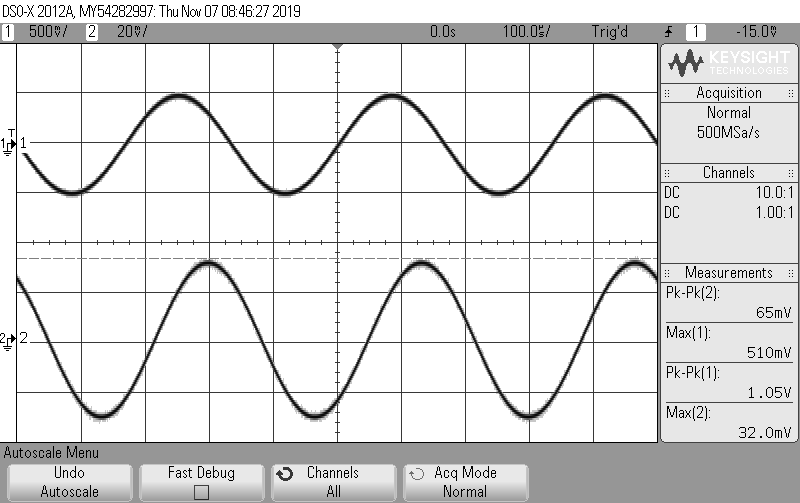 DSO-X 2012A, MY54282997: Thu Nov 07 08:46:27 2019
1 500mV/ 2 20mV/ 0.0s 100.0us/ Trig'd 1 -15.0mV
KEYSIGHT
TECHNOLOGIES
Acquisition
Normal
500MSa/s
Channels
DC 10.0:1
DC 1.00:1
Measurements
Pk-Pk(2):
65mV
Max(1):
510mV
Pk-Pk(1):
1.05V
Max(2):
32.0mV
T
1 1
2 2
Autoscale Menu
Undo
Autoscale
Fast Debug
Channels
All
Acq Mode
Normal